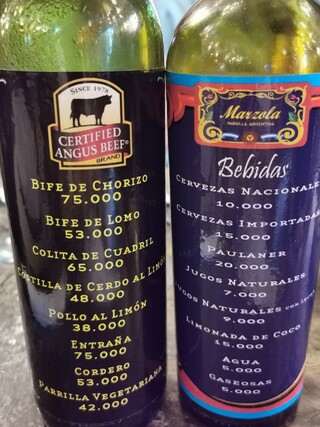 SINCE 1978
CERTIFIED
ANGUS BEEF®
BRAND
BIFE DE CHORIZO
75.000
BIFE DE LOMO
53.000
COLITA DE CUADRIL
65.000
COSTILLA DE CERDO AL LIMÓN
48.000
POLLO AL LIMÓN
38.000
ENTRAÑA
75.000
CORDERO
53.000
PARRILLA VEGETARIANA
42.000
Marzola
PARRILLA ARGENTINA
Bebidas
CERVEZAS NACIONALE
10.000
CERVEZAS IMPORTADAS
15.000
PAULANER
20.000
JUGOS NATURALES
7.000
JUGOS NATURALES CON LECHE
9.000
LIMONADA DE COCO
15.000
AGUA
5.000
GASEOSAS
5.000